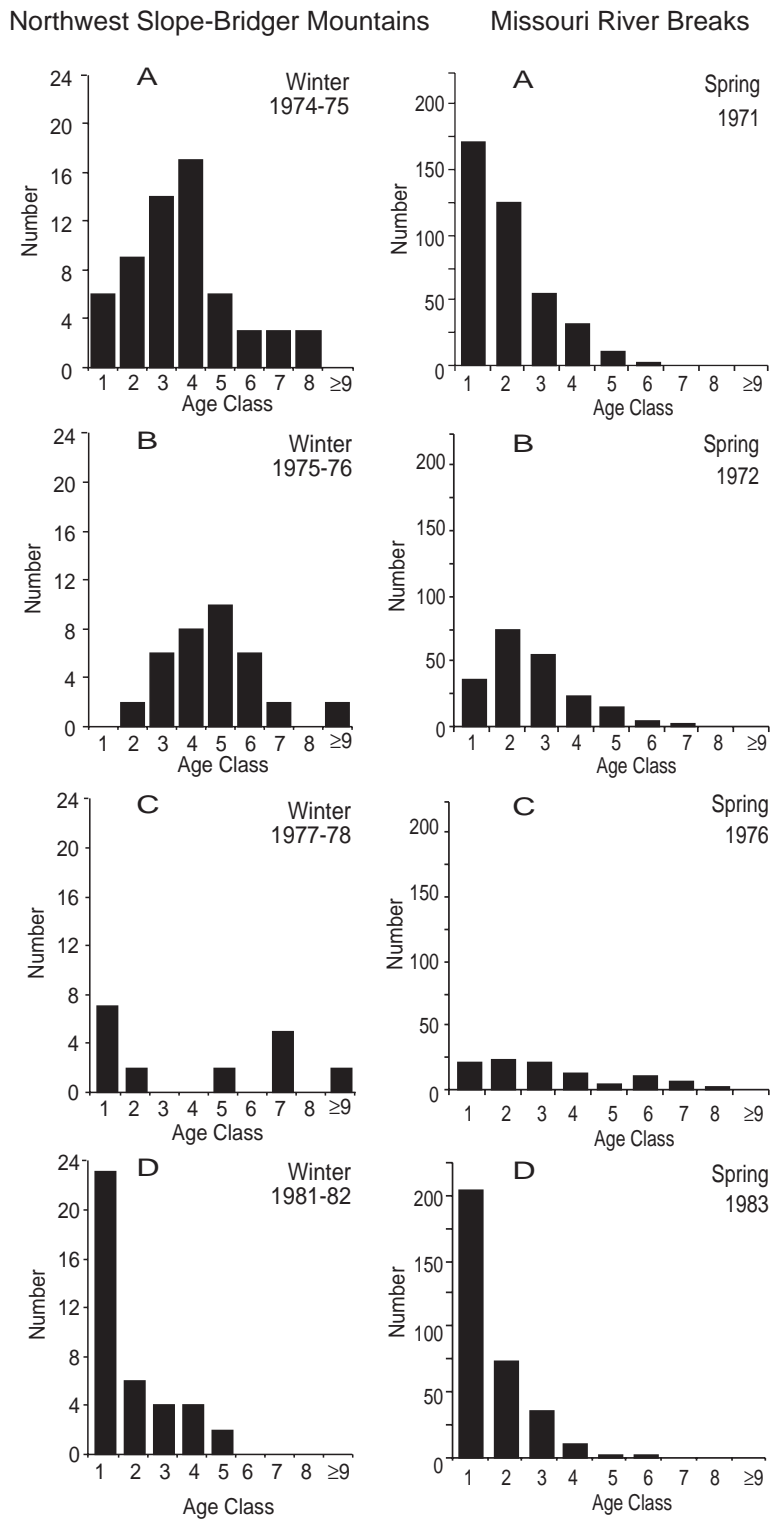 Northwest Slope-Bridger Mountains
Missouri River Breaks
A
Winter
1974-75
24
20
16
12
8
4
0
Number
1 2 3 4 5 6 7 8 ≥9
Age Class
A
Spring
1971
200
150
100
50
0
Number
1 2 3 4 5 6 7 8 ≥9
Age Class
B
Winter
1975-76
24
20
16
12
8
4
0
Number
1 2 3 4 5 6 7 8 ≥9
Age Class
B
Spring
1972
200
150
100
50
0
Number
1 2 3 4 5 6 7 8 ≥9
Age Class
C
Winter
1977-78
24
20
16
12
8
4
0
Number
1 2 3 4 5 6 7 8 ≥9
Age Class
C
Spring
1976
200
150
100
50
0
Number
1 2 3 4 5 6 7 8 ≥9
Age Class
D
Winter
1981-82
24
20
16
12
8
4
0
Number
1 2 3 4 5 6 7 8 ≥9
Age Class
D
Spring
1983
200
150
100
50
0
Number
1 2 3 4 5 6 7 8 ≥9
Age Class